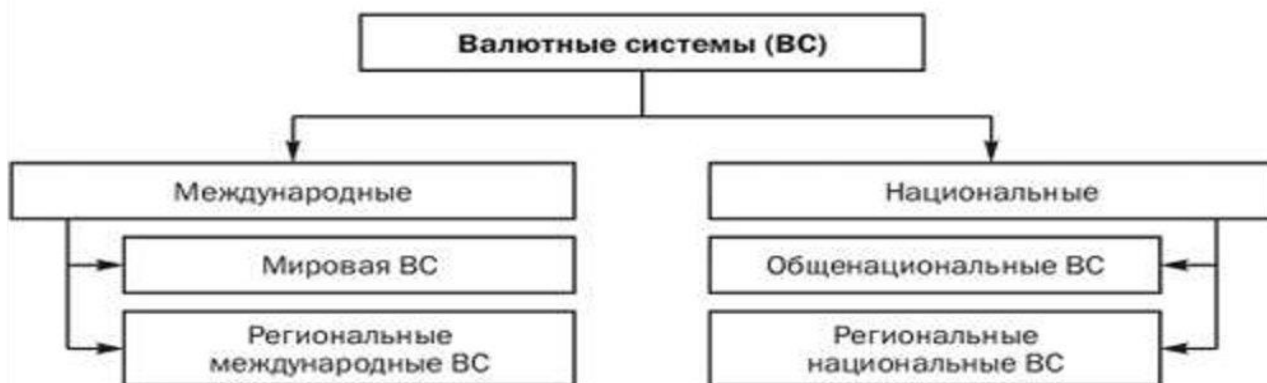 Валютные системы (ВС)
Международные
Мировая ВС
Региональные
международные ВС
Национальные
Общенациональные ВС
Региональные
национальные ВС